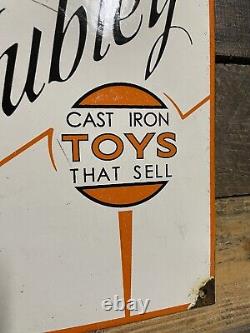 ubley
CAST IRON
TOYS
THAT SELL